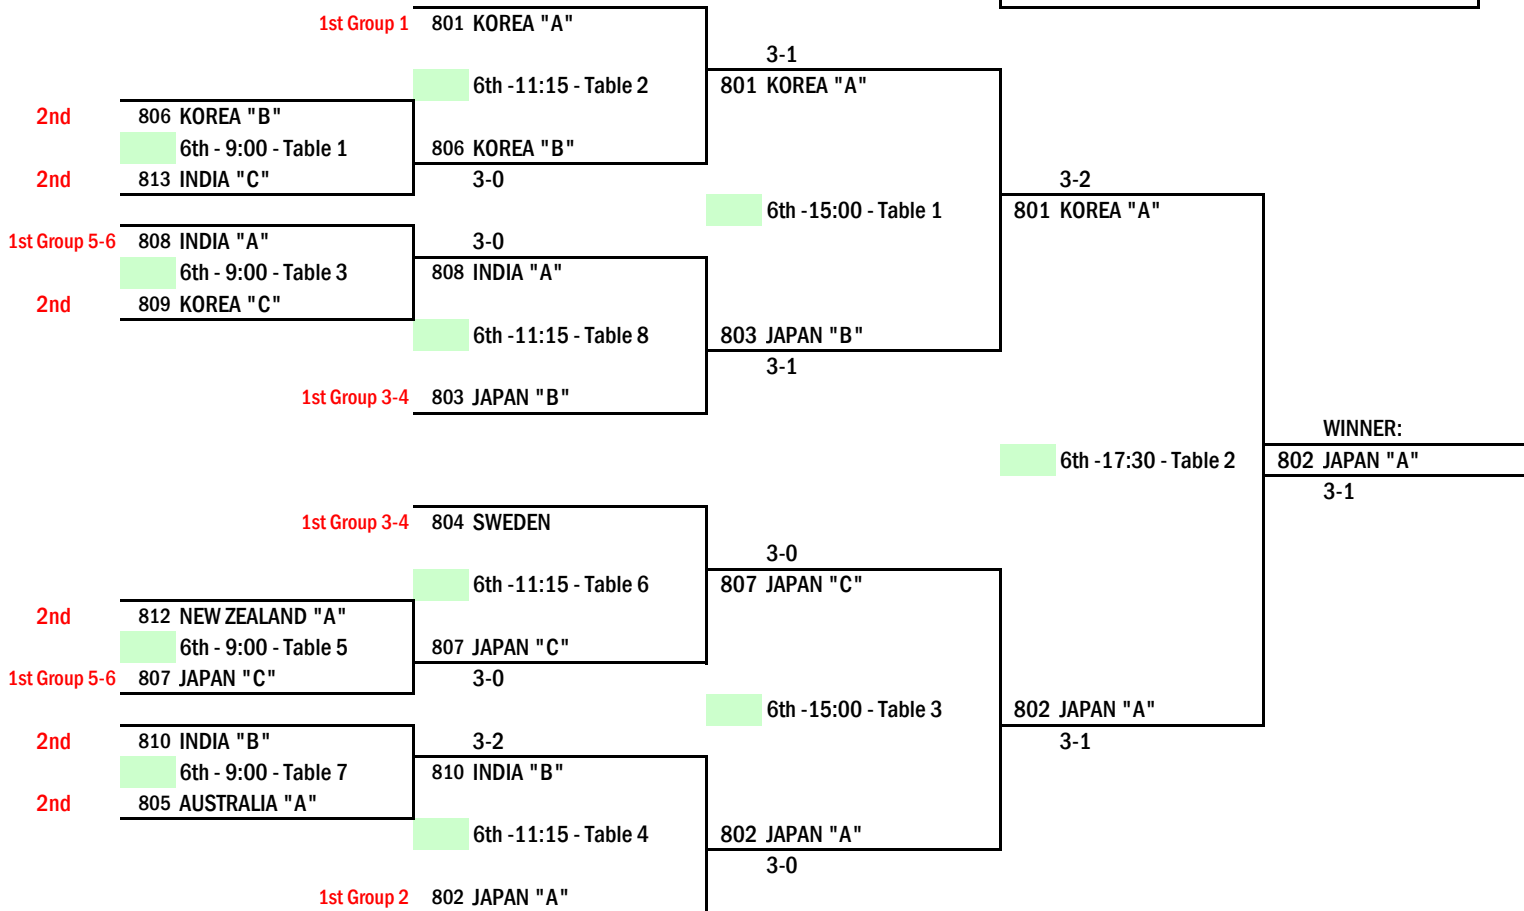 1st Group 1 801 KOREA "A"
3-1
6th -11:15 - Table 2 801 KOREA "A"
2nd 806 KOREA "B"
6th - 9:00 - Table 1 806 KOREA "B"
2nd 813 INDIA "C" 3-0 3-2
6th -15:00 - Table 1 801 KOREA "A"
1st Group 5-6 808 INDIA "A" 3-0
6th - 9:00 - Table 3 808 INDIA "A"
2nd 809 KOREA "C"
6th -11:15 - Table 8 803 JAPAN "B"
3-1
1st Group 3-4 803 JAPAN "B"
WINNER:
6th -17:30 - Table 2 802 JAPAN "A"
3-1
1st Group 3-4 804 SWEDEN
3-0
6th -11:15 - Table 6 807 JAPAN "C"
2nd 812 NEW ZEALAND "A"
6th - 9:00 - Table 5 807 JAPAN "C"
1st Group 5-6 807 JAPAN "C" 3-0
6th -15:00 - Table 3 802 JAPAN "A"
2nd 810 INDIA "B" 3-2 3-1
6th - 9:00 - Table 7 810 INDIA "B"
2nd 805 AUSTRALIA "A"
6th -11:15 - Table 4 802 JAPAN "A"
3-0
1st Group 2 802 JAPAN "A"